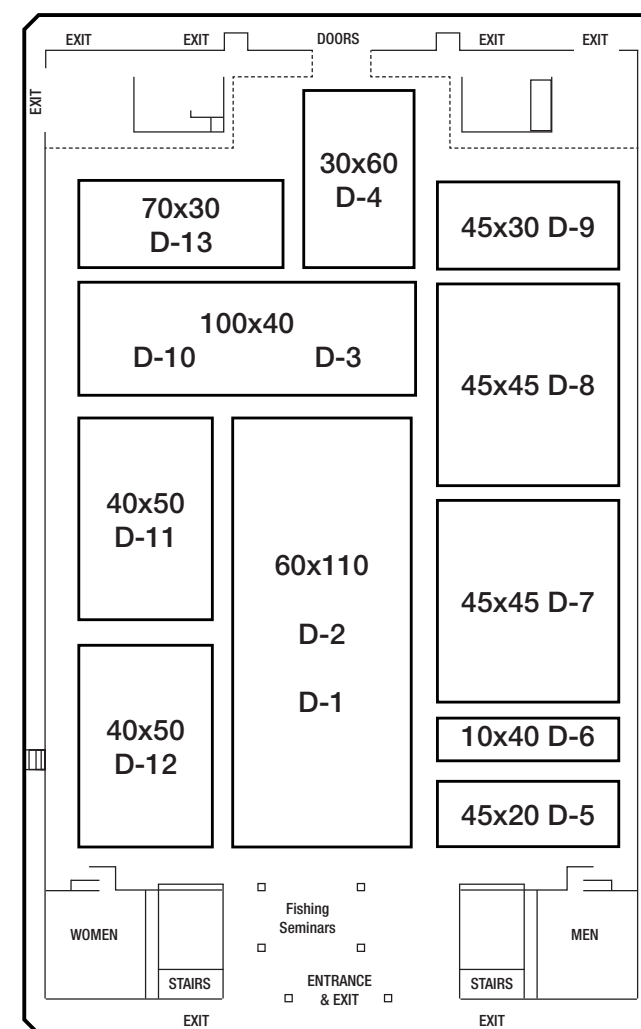 EXIT
EXIT
DOORS
EXIT
EXIT
EXIT
30x60
D-4
70x30
D-13
45x30 D-9
100x40
D-10 D-3
45x45 D-8
40x50
D-11
60x110
D-2
D-1
45x45 D-7
40x50
D-12
10x40 D-6
45x20 D-5
Fishing
Seminars
WOMEN
MEN
STAIRS
ENTRANCE
& EXIT
STAIRS
EXIT
EXIT